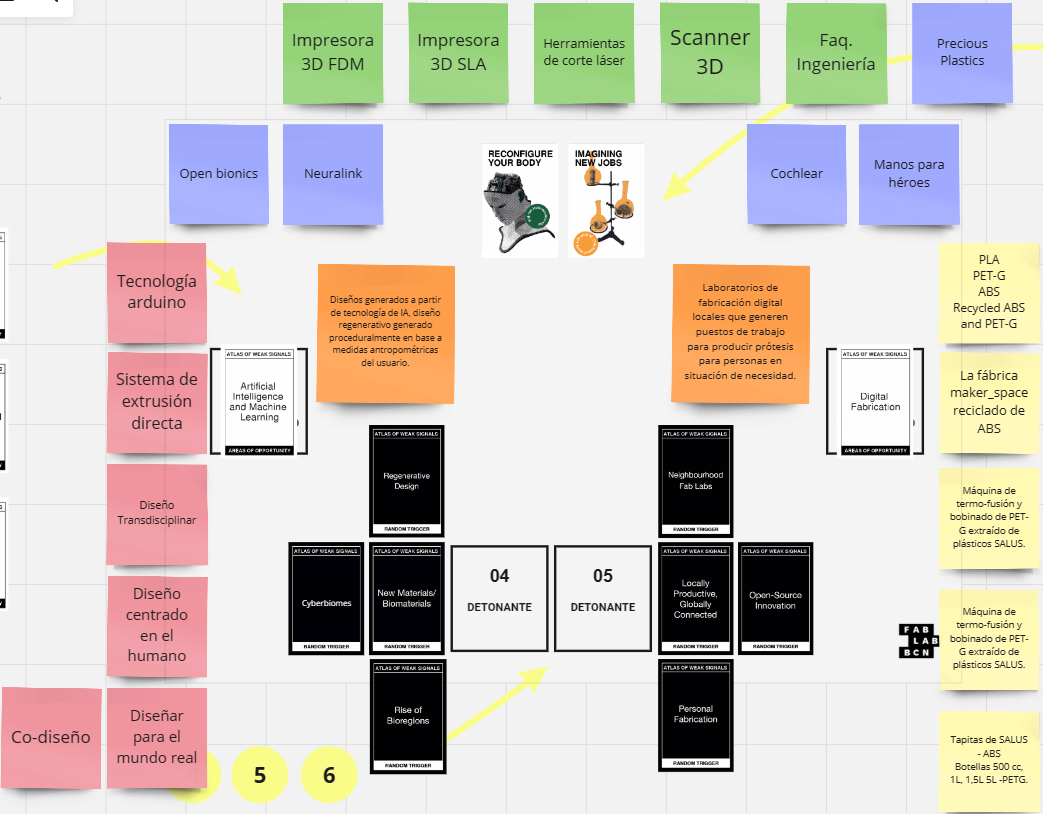 Impresora
3D FDM
Impresora
3D SLA
Herramientas
de corte láser
Scanner
3D
Faq.
Ingeniería
Precious
Plastics
Open bionics
Neuralink
RECONFIGURE
YOUR BODY
IMAGINING
NEW JOBS
Cochlear
Manos para
héroes
Tecnología
arduino
Diseños generados a partir
de tecnología de IA, diseño
regenerativo generado
proceduralmente en base a
medidas antropométricas
del usuario.
Laboratorios de
fabricación digital
locales que generen
puestos de trabajo
para producir prótesis
para personas en
situación de necesidad.
PLA
PET-G
ABS
Recycled ABS
and PET-G
Sistema de
extrusión
directa
ATLAS OF WEAK SIGNALS
Artificial
Intelligence
and Machine
Learning
AREAS OF OPPORTUNITY
ATLAS OF WEAK SIGNALS
Digital
Fabrication
AREAS OF OPPORTUNITY
La fábrica
maker_space
reciclado de
ABS
ATLAS OF WEAK SIGNALS
Regenerative
Design
RANDOM TRIGGER
ATLAS OF WEAK SIGNALS
Neighbourhood
Fab Labs
RANDOM TRIGGER
Diseño
Transdisciplinar
Máquina de
termo-fusión y
bobinado de PET-
G extraído de
plásticos SALUS.
ATLAS OF WEAK SIGNALS
Cyberbiomes
RANDOM TRIGGER
ATLAS OF WEAK SIGNALS
New Materials/
Biomaterials
RANDOM TRIGGER
04
DETONANTE
05
DETONANTE
ATLAS OF WEAK SIGNALS
Locally
Productive,
Globally
Connected
RANDOM TRIGGER
ATLAS OF WEAK SIGNALS
Open-Source
Innovation
RANDOM TRIGGER
Diseño
centrado
en el
humano
FAB
LAB
BCN
Máquina de
termo-fusión y
bobinado de PET-
G extraído de
plásticos SALUS.
ATLAS OF WEAK SIGNALS
Rise of
Bioregions
RANDOM TRIGGER
ATLAS OF WEAK SIGNALS
Personal
Fabrication
RANDOM TRIGGER
Co-diseño
Diseñar
para el
mundo real
5
6
Tapitas de SALUS
- ABS
Botellas 500 cc,
1L, 1,5L 5L -PETG.